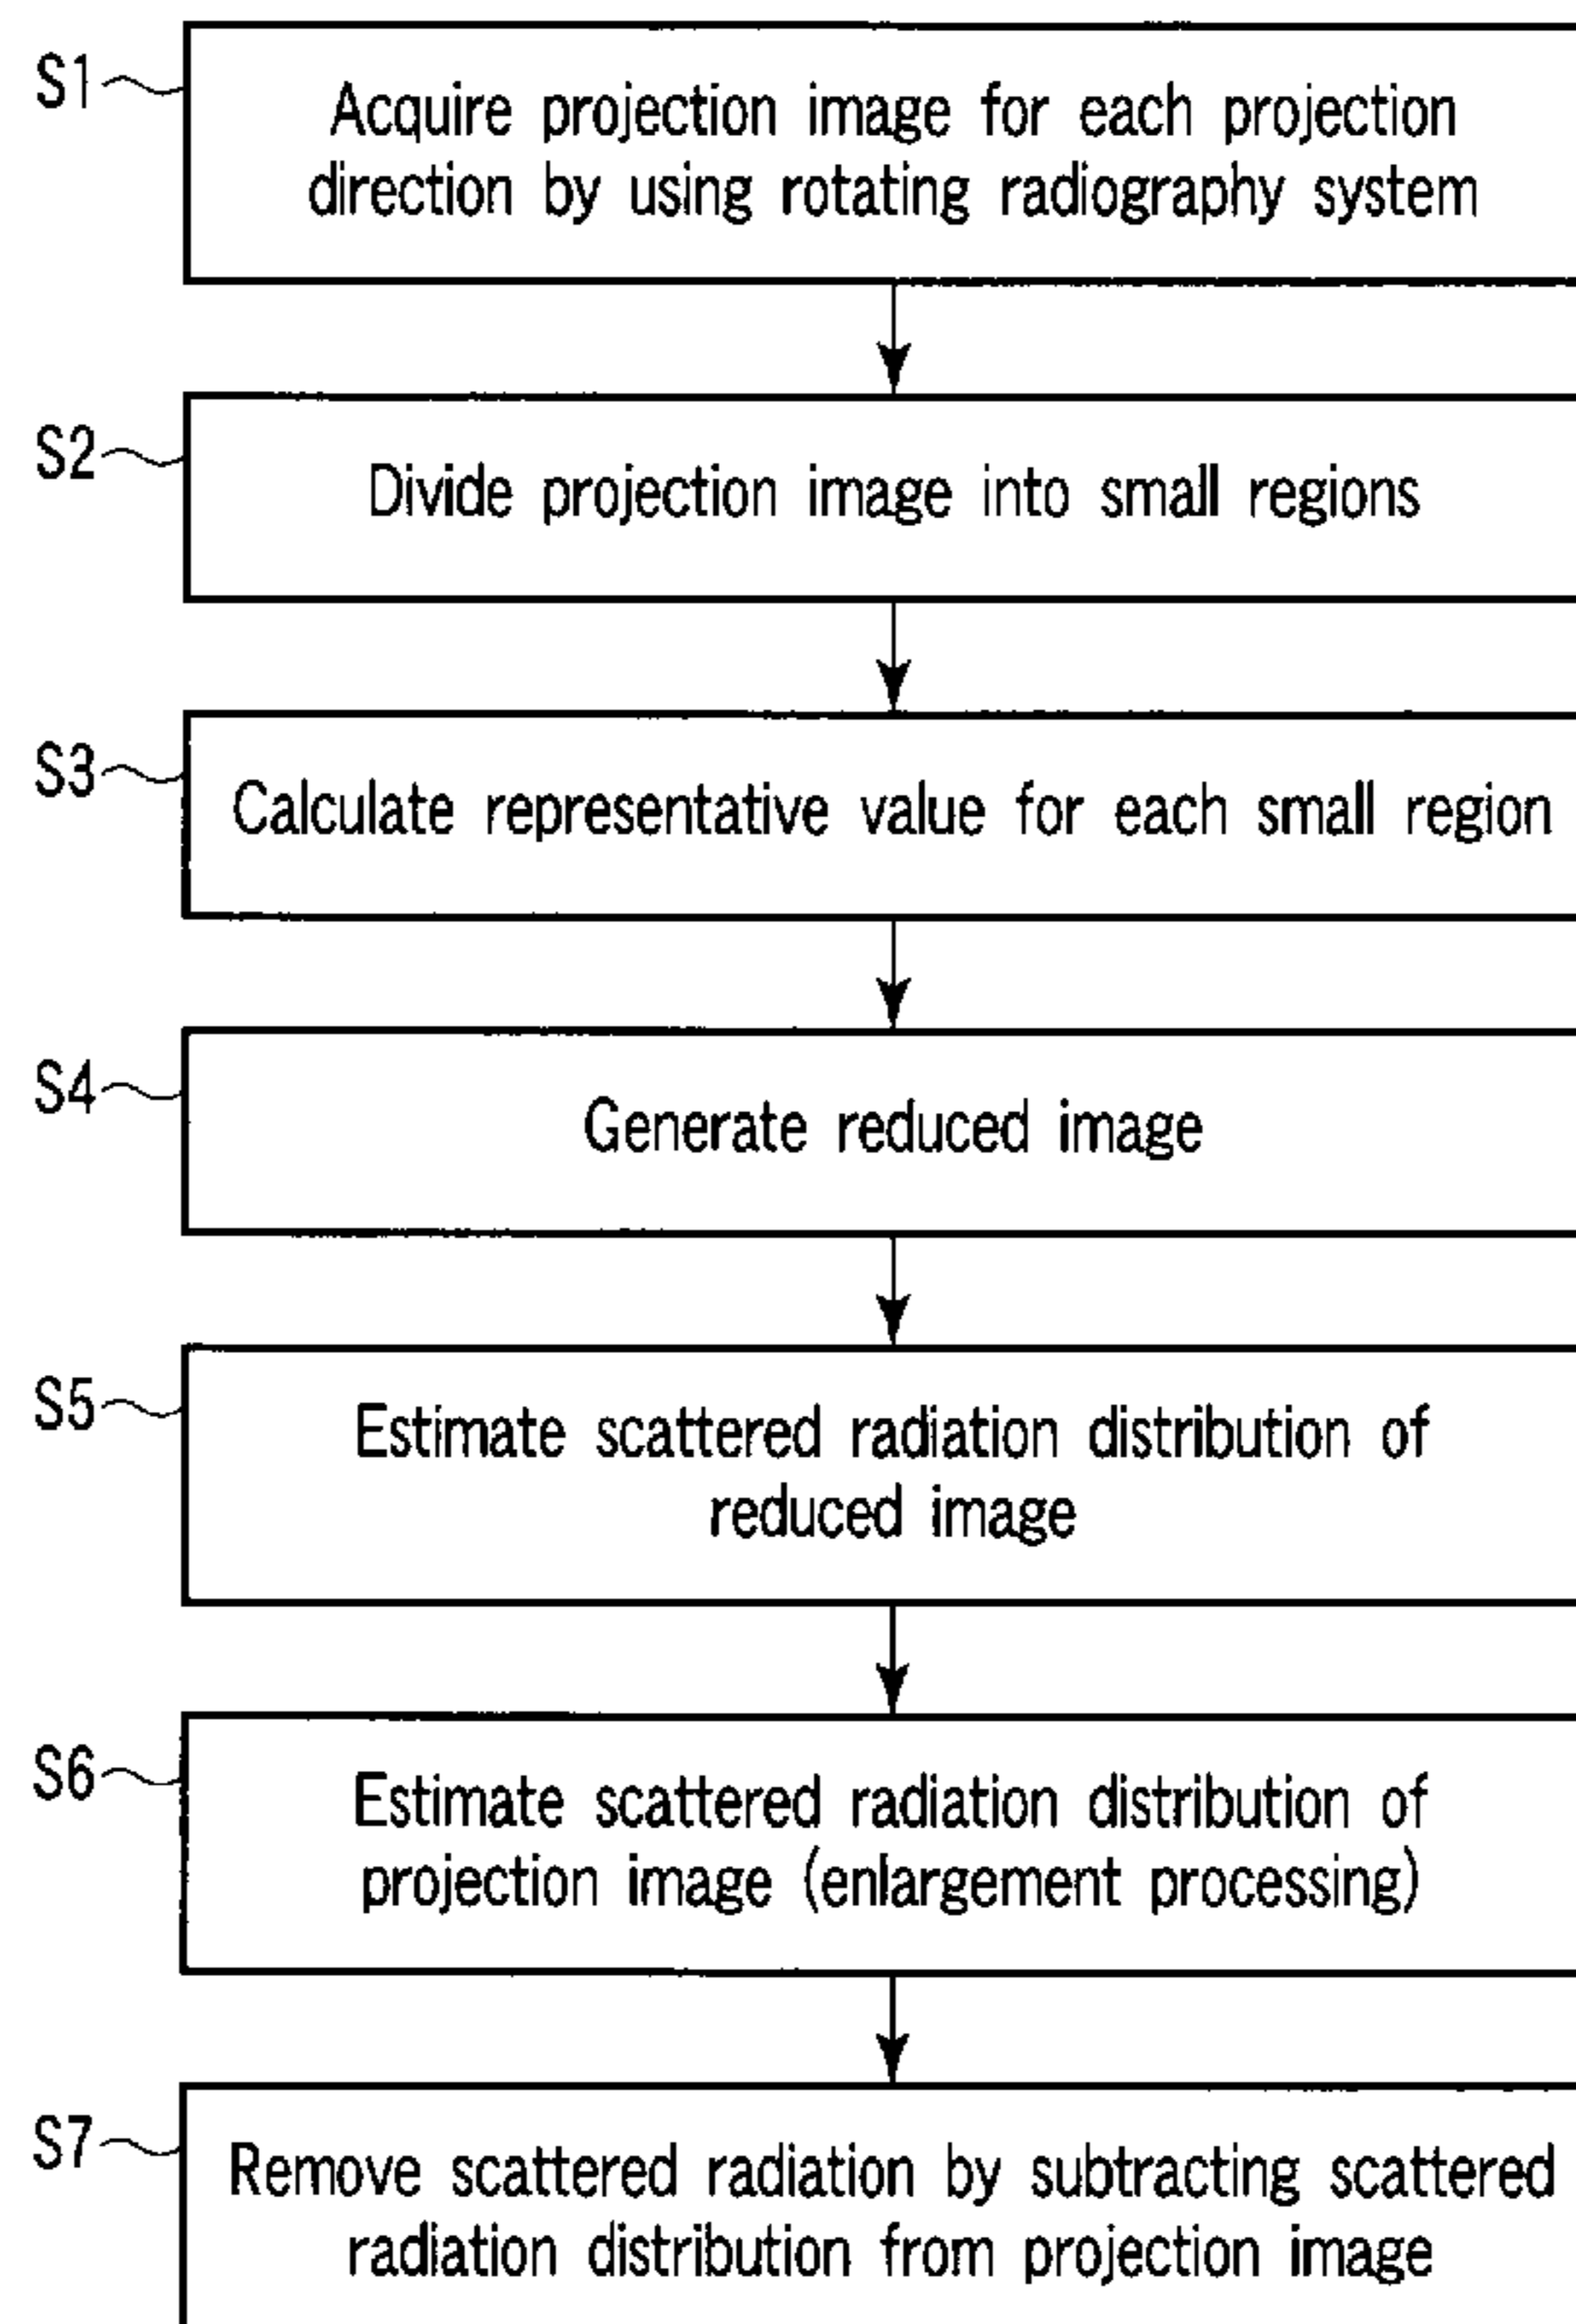 S1
Acquire projection image for each projection
direction by using rotating radiography system
S2
Divide projection image into small regions
S3
Calculate representative value for each small region
S4
Generate reduced image
S5
Estimate scattered radiation distribution of
reduced image
S6
Estimate scattered radiation distribution of
projection image (enlargement processing)
S7
Remove scattered radiation by subtracting scattered
radiation distribution from projection image